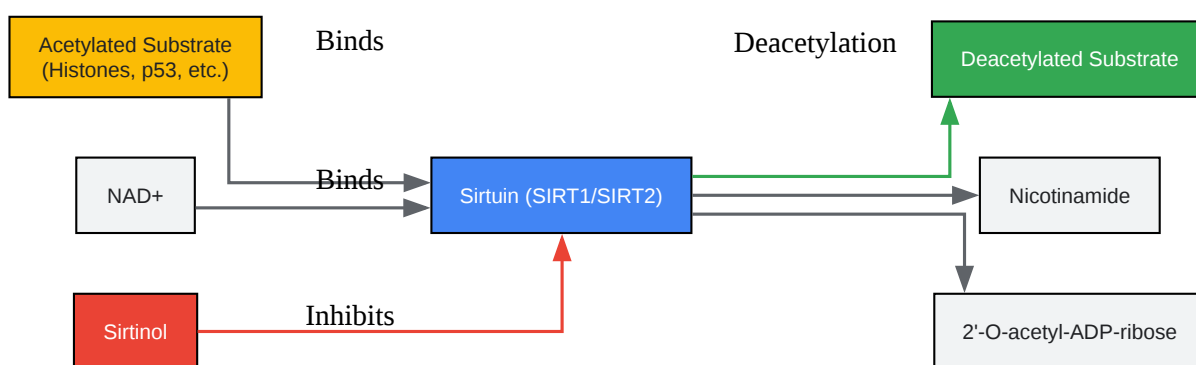 Acetylated Substrate
(Histones, p53, etc.)
Binds
Deacetylation
Deacetylated Substrate
NAD+
Binds
Sirtuin (SIRT1/SIRT2)
Nicotinamide
Sirtinol
Inhibits
2'-O-acetyl-ADP-ribose